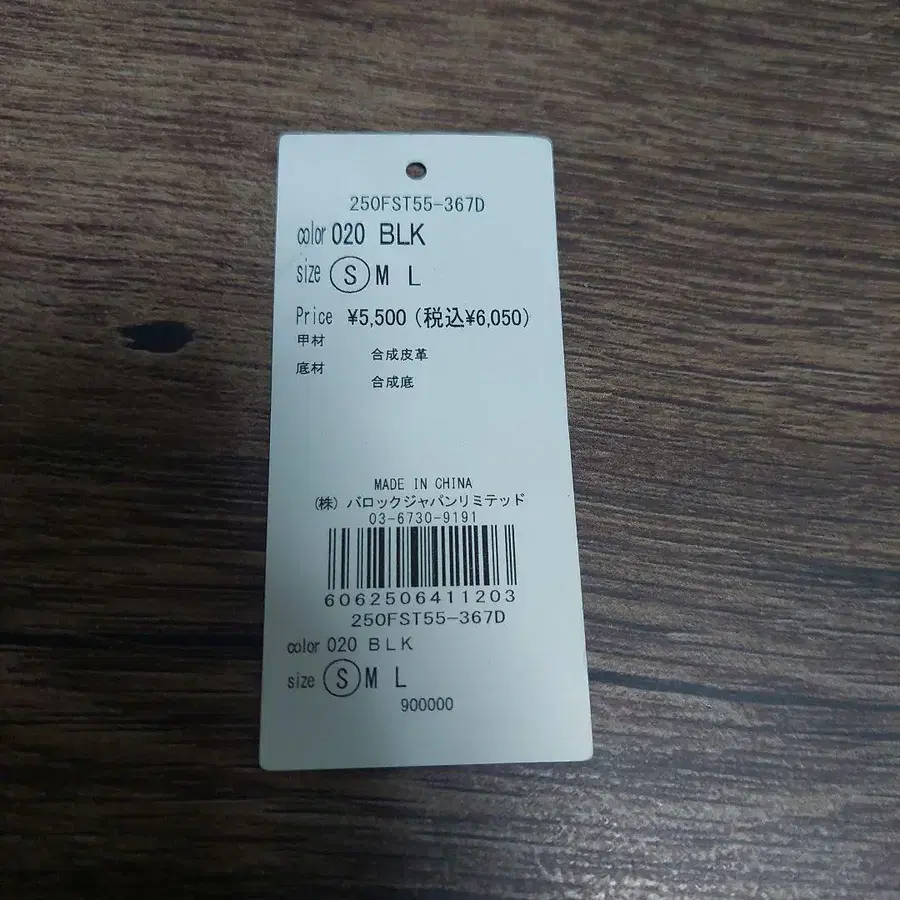 250FST55-367D
color 020 BLK
size S M L
Price ¥5,500 (税込¥6,050)
甲材
合成皮革
底材
合成底
MADE IN CHINA
(株) バロックジャパンリミテッド
03-6730-9191
6062506411203
250FST55-367D
color 020 BLK
size S M L
900000